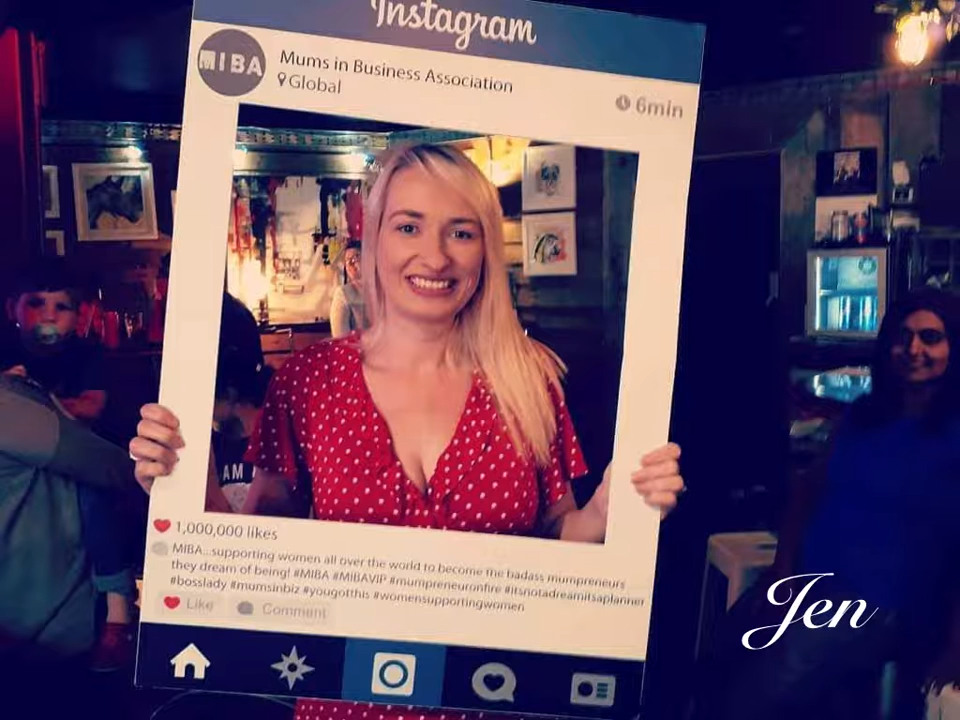 Instagram
MIBA
Mums in Business Association
Global
6min
AM
1,000,000 likes
MIBA...supporting women all over the world to become the badass mumpreneurs
they dream of being! #MIBA #MIBAVIP #mumpreneuronfire #itsnotadreamitsaplanner
#bosslady #mumsinbiz #yougotthis #womensupportingwomen
Like Comment
Jen